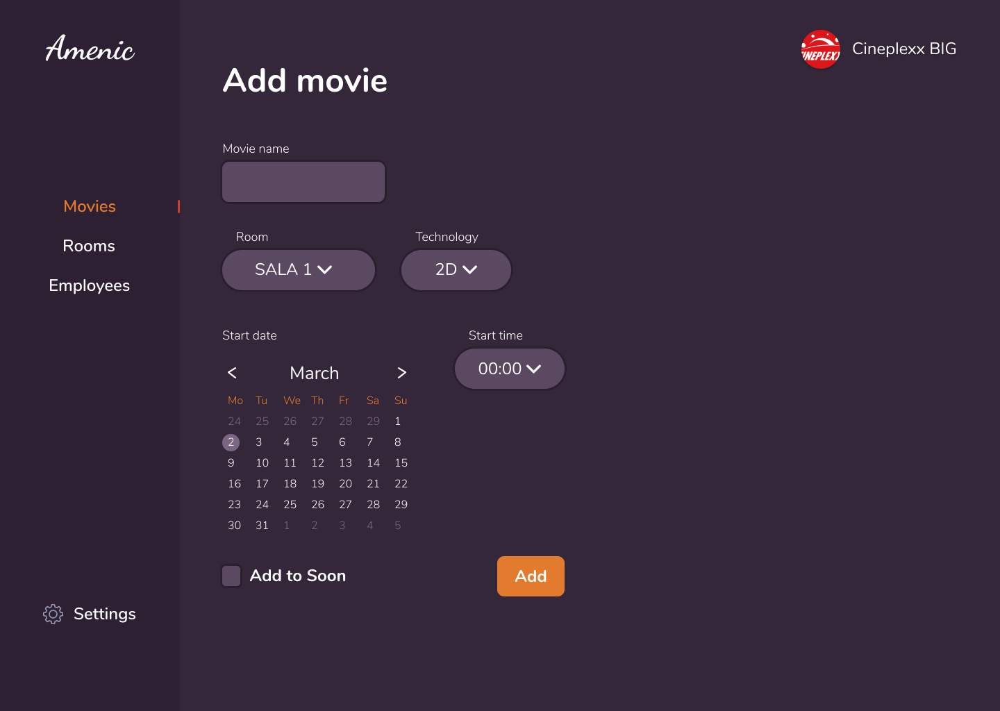 Amenic
CINEPLEXX
Cineplexx BIG
Add movie
Movie name
Movies
Rooms
Employees
Room
Technology
SALA 1
2D
Start date
Start time
< March >
00:00
Mo Tu We Th Fr Sa Su
24 25 26 27 28 29 1
2 3 4 5 6 7 8
9 10 11 12 13 14 15
16 17 18 19 20 21 22
23 24 25 26 27 28 29
30 31 1 2 3 4 5
Add to Soon
Add
Settings